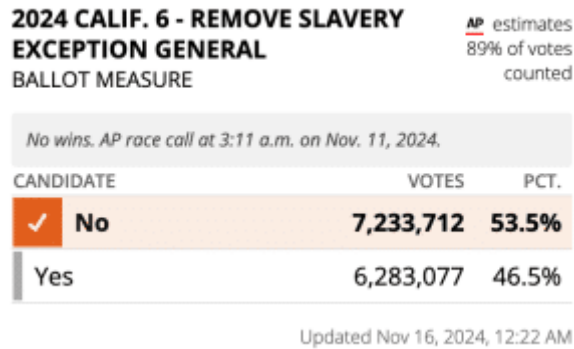 2024 CALIF. 6 - REMOVE SLAVERY
EXCEPTION GENERAL
BALLOT MEASURE
AP estimates
89% of votes
counted
No wins. AP race call at 3:11 a.m. on Nov. 11, 2024.
CANDIDATE VOTES PCT.
No 7,233,712 53.5%
Yes 6,283,077 46.5%
Updated Nov 16, 2024, 12:22 AM